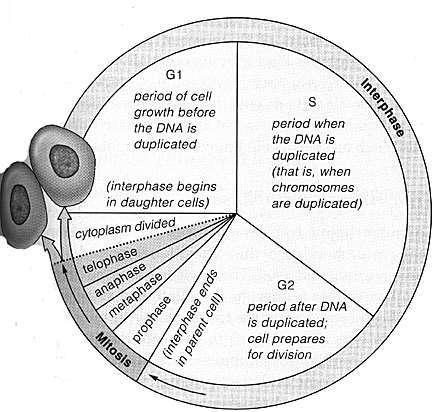 G1
period of cell
growth before
the DNA is
duplicated
(interphase begins
in daughter cells)
S
period when
the DNA is
duplicated
(that is, when
chromosomes
are duplicated)
Interphase
G2
period after DNA
is duplicated;
cell prepares
for division
(interphase ends
in parent cell)
cytoplasm divided
telophase
anaphase
metaphase
prophase
Mitosis